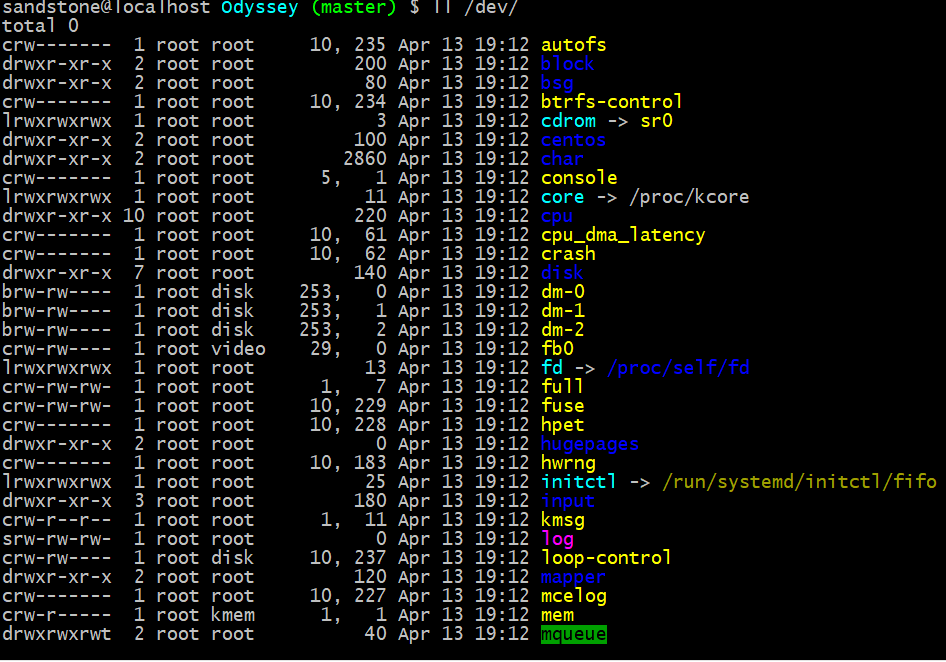 sandstone@localhost Odyssey (master) $ ll /dev/
total 0
crw-------  1 root root     10, 235 Apr 13 19:12 autofs
drwxr-xr-x  2 root root         200 Apr 13 19:12 block
drwxr-xr-x  2 root root          80 Apr 13 19:12 bsg
crw-------  1 root root     10, 234 Apr 13 19:12 btrfs-control
lrwxrwxrwx  1 root root           3 Apr 13 19:12 cdrom -> sr0
drwxr-xr-x  2 root root         100 Apr 13 19:12 centos
drwxr-xr-x  2 root root        2860 Apr 13 19:12 char
crw-------  1 root root      5,   1 Apr 13 19:12 console
lrwxrwxrwx  1 root root          11 Apr 13 19:12 core -> /proc/kcore
drwxr-xr-x 10 root root         220 Apr 13 19:12 cpu
crw-------  1 root root     10,  61 Apr 13 19:12 cpu_dma_latency
crw-------  1 root root     10,  62 Apr 13 19:12 crash
drwxr-xr-x  7 root root         140 Apr 13 19:12 disk
brw-rw----  1 root disk    253,   0 Apr 13 19:12 dm-0
brw-rw----  1 root disk    253,   1 Apr 13 19:12 dm-1
brw-rw----  1 root disk    253,   2 Apr 13 19:12 dm-2
crw-rw----  1 root video    29,   0 Apr 13 19:12 fb0
lrwxrwxrwx  1 root root          13 Apr 13 19:12 fd -> /proc/self/fd
crw-rw-rw-  1 root root      1,   7 Apr 13 19:12 full
crw-rw-rw-  1 root root     10, 229 Apr 13 19:12 fuse
crw-------  1 root root     10, 228 Apr 13 19:12 hpet
drwxr-xr-x  2 root root           0 Apr 13 19:12 hugepages
crw-------  1 root root     10, 183 Apr 13 19:12 hwrng
lrwxrwxrwx  1 root root          25 Apr 13 19:12 initctl -> /run/systemd/initctl/fifo
drwxr-xr-x  3 root root         180 Apr 13 19:12 input
crw-r--r--  1 root root      1,  11 Apr 13 19:12 kmsg
srw-rw-rw-  1 root root           0 Apr 13 19:12 log
crw-rw----  1 root disk     10, 237 Apr 13 19:12 loop-control
drwxr-xr-x  2 root root         120 Apr 13 19:12 mapper
crw-------  1 root root     10, 227 Apr 13 19:12 mcelog
crw-r-----  1 root kmem      1,   1 Apr 13 19:12 mem
drwxrwxrwt  2 root root          40 Apr 13 19:12 mqueue